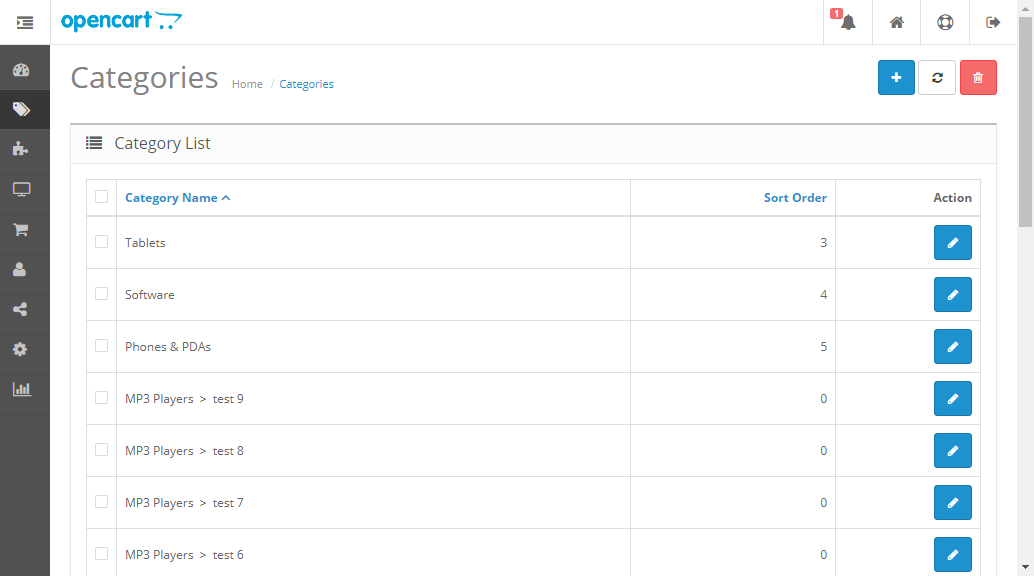 opencart
1
Categories Home / Categories
Category List
Category Name Sort Order Action
Tablets 3
Software 4
Phones & PDAs 5
MP3 Players > test 9 0
MP3 Players > test 8 0
MP3 Players > test 7 0
MP3 Players > test 6 0